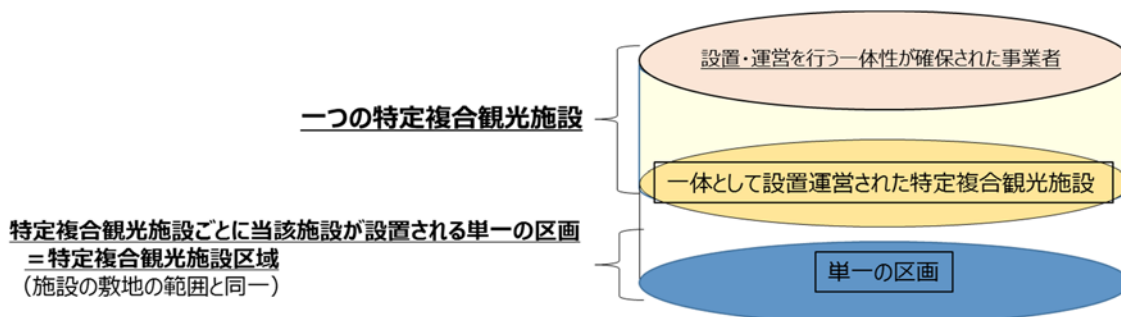 設置・運営を行う一体性が確保された事業者
一つの特定複合観光施設
一体として設置運営された特定複合観光施設
特定複合観光施設ごとに当該施設が設置される単一の区画
＝特定複合観光施設区域
（施設の敷地の範囲と同一）
単一の区画